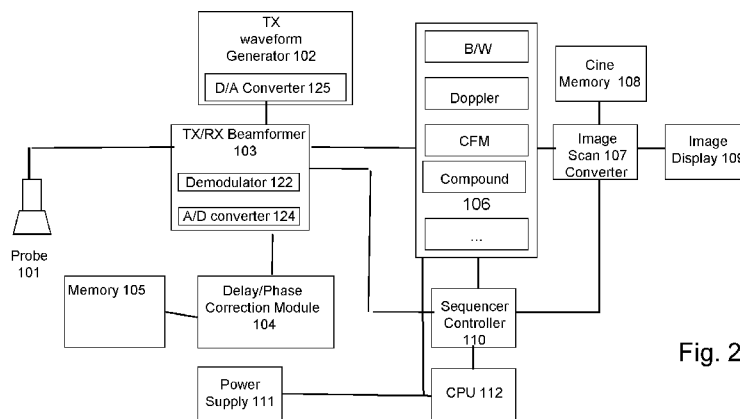 TX
waveform
Generator 102
D/A Converter 125
B/W
Doppler
CFM
Compound
106
...
Cine
Memory 108
TX/RX Beamformer
103
Demodulator 122
A/D converter 124
Image
Scan 107
Converter
Image
Display 109
Probe
101
Memory 105
Delay/Phase
Correction Module
104
Sequencer
Controller
110
Power
Supply 111
CPU 112
Fig. 2